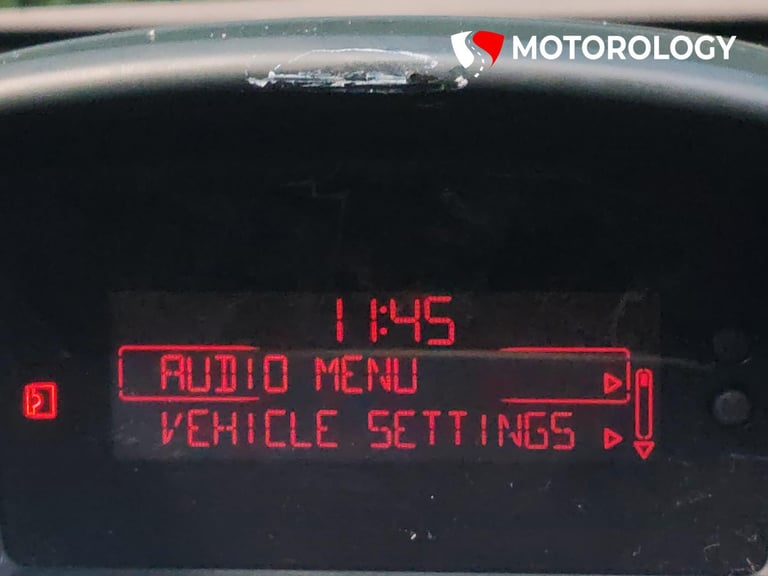 MOTOROLOGY
11:45
AUDIO MENU
VEHICLE SETTINGS